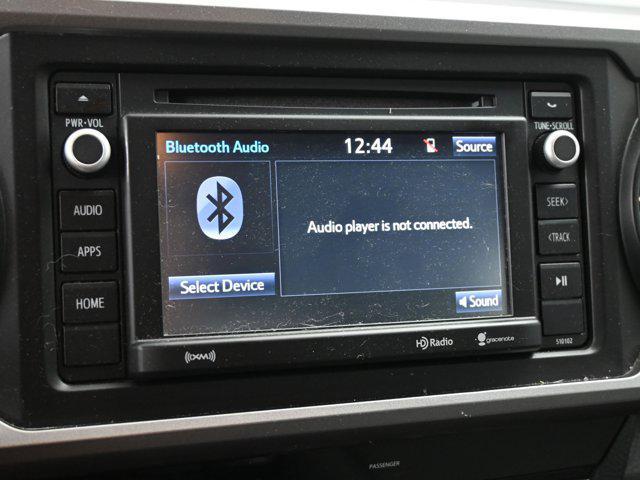 PWR•VOL
AUDIO
APPS
HOME
Bluetooth Audio 12:44 Source
Audio player is not connected.
Select Device
Sound
TUNE•SCROLL
SEEK>
<TRACK
((XM))
HD Radio
gracenote
510102
PASSENGER